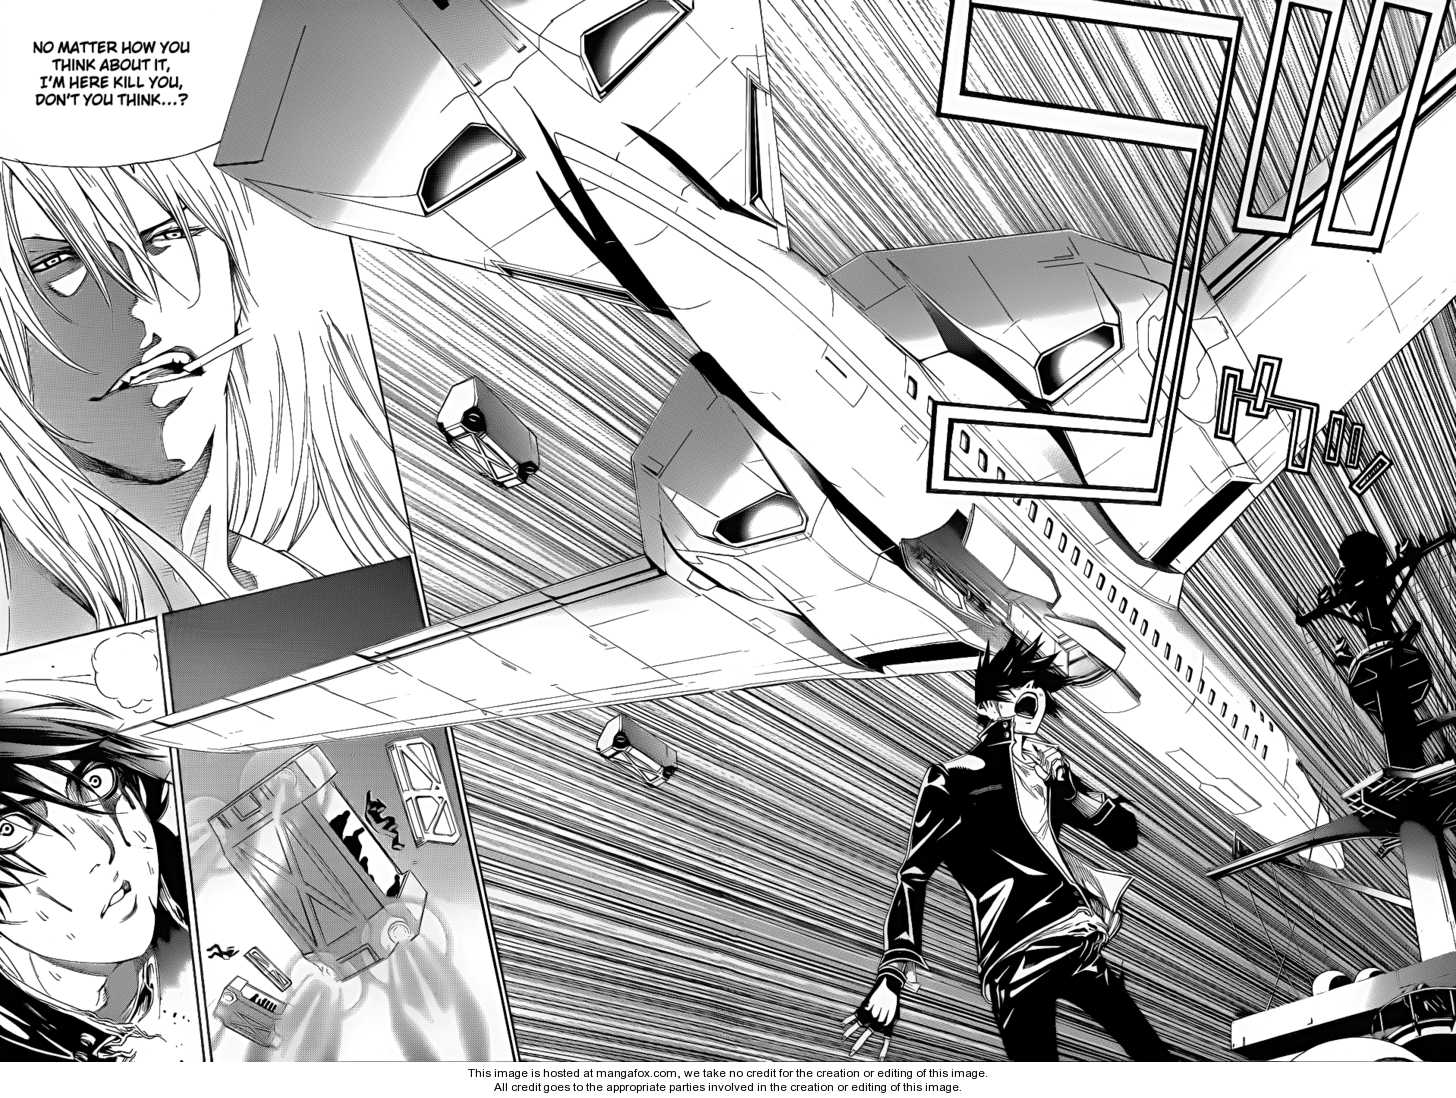 NO MATTER HOW YOU
THINK ABOUT IT,
I'M HERE KILL YOU,
DON'T YOU THINK...?
This image is hosted at mangafox.com, we take no credit for the creation or editing of this image.
All credit goes to the appropriate parties involved in the creation or editing of this image.